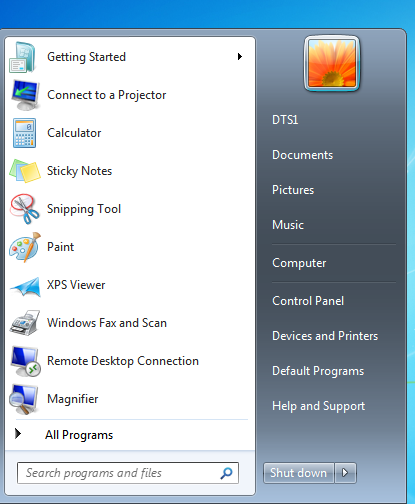 Getting Started
Connect to a Projector
Calculator
Sticky Notes
Snipping Tool
Paint
XPS Viewer
Windows Fax and Scan
Remote Desktop Connection
Magnifier
All Programs
Search programs and files
DTS1
Documents
Pictures
Music
Computer
Control Panel
Devices and Printers
Default Programs
Help and Support
Shut down